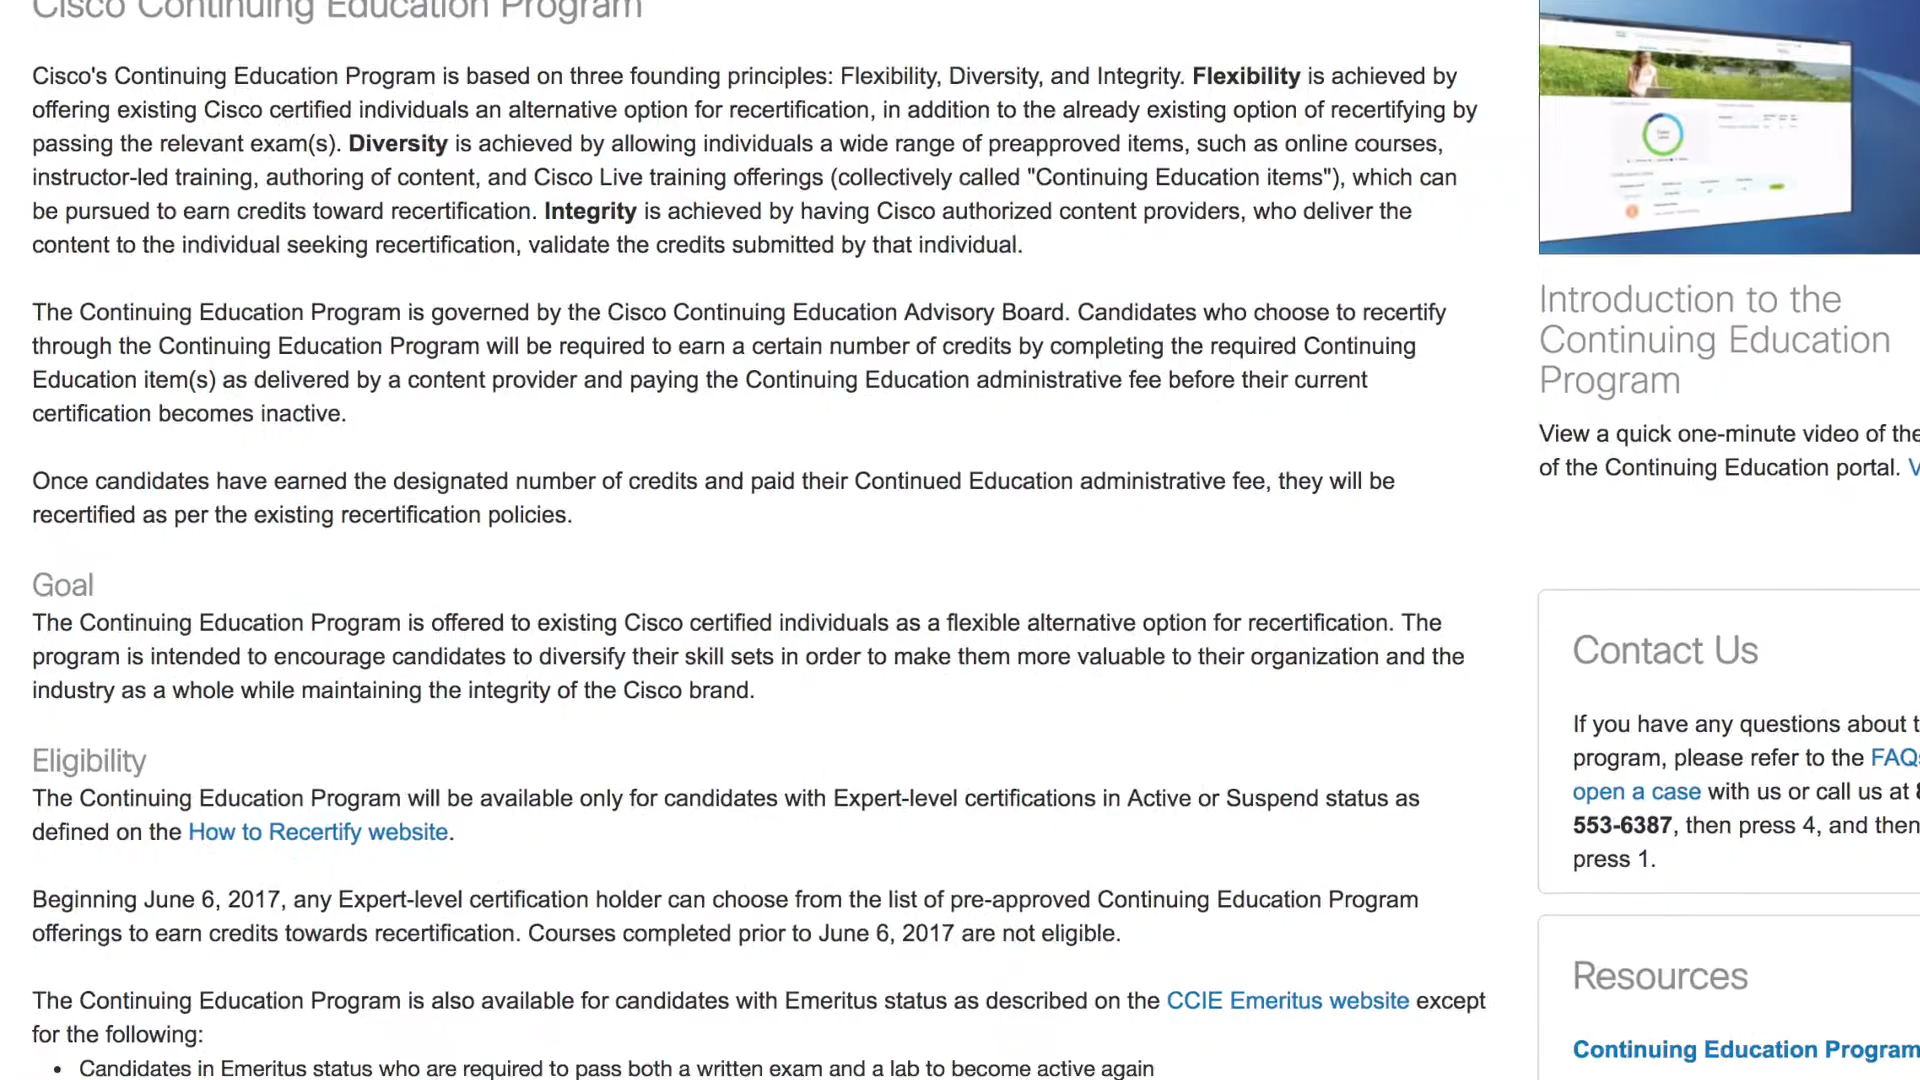 Cisco Continuing Education Program
Cisco's Continuing Education Program is based on three founding principles: Flexibility, Diversity, and Integrity. Flexibility is achieved by
offering existing Cisco certified individuals an alternative option for recertification, in addition to the already existing option of recertifying by
passing the relevant exam(s). Diversity is achieved by allowing individuals a wide range of preapproved items, such as online courses,
instructor-led training, authoring of content, and Cisco Live training offerings (collectively called "Continuing Education items"), which can
be pursued to earn credits toward recertification. Integrity is achieved by having Cisco authorized content providers, who deliver the
content to the individual seeking recertification, validate the credits submitted by that individual.
The Continuing Education Program is governed by the Cisco Continuing Education Advisory Board. Candidates who choose to recertify
through the Continuing Education Program will be required to earn a certain number of credits by completing the required Continuing
Education item(s) as delivered by a content provider and paying the Continuing Education administrative fee before their current
certification becomes inactive.
Once candidates have earned the designated number of credits and paid their Continued Education administrative fee, they will be
recertified as per the existing recertification policies.
Goal
The Continuing Education Program is offered to existing Cisco certified individuals as a flexible alternative option for recertification. The
program is intended to encourage candidates to diversify their skill sets in order to make them more valuable to their organization and the
industry as a whole while maintaining the integrity of the Cisco brand.
Eligibility
The Continuing Education Program will be available only for candidates with Expert-level certifications in Active or Suspend status as
defined on the How to Recertify website.
Beginning June 6, 2017, any Expert-level certification holder can choose from the list of pre-approved Continuing Education Program
offerings to earn credits towards recertification. Courses completed prior to June 6, 2017 are not eligible.
The Continuing Education Program is also available for candidates with Emeritus status as described on the CCIE Emeritus website except
for the following:
• Candidates in Emeritus status who are required to pass both a written exam and a lab to become active again
Introduction to the
Continuing Education
Program
View a quick one-minute video of the
of the Continuing Education portal.
Contact Us
If you have any questions about
program, please refer to the FAQs
open a case with us or call us at
553-6387, then press 4, and then
press 1.
Resources
Continuing Education Program